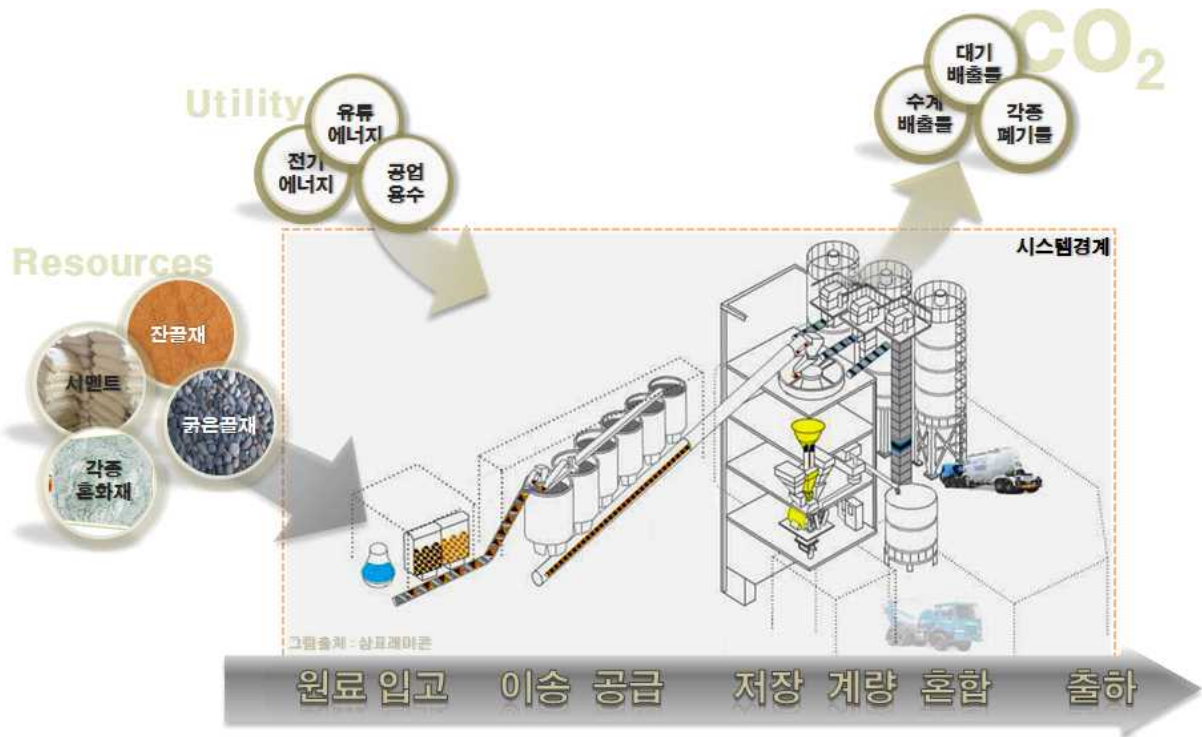 CO2
대기
배출물
수계
배출물
각종
폐기물
Utility
유류
에너지
전기
에너지
공업
용수
시스템경계
Resources
잔골재
시멘트
굵은골재
각종
혼화재
그림출처 : 삼표레미콘
원료 입고 이송 공급 저장 계량 혼합 출하